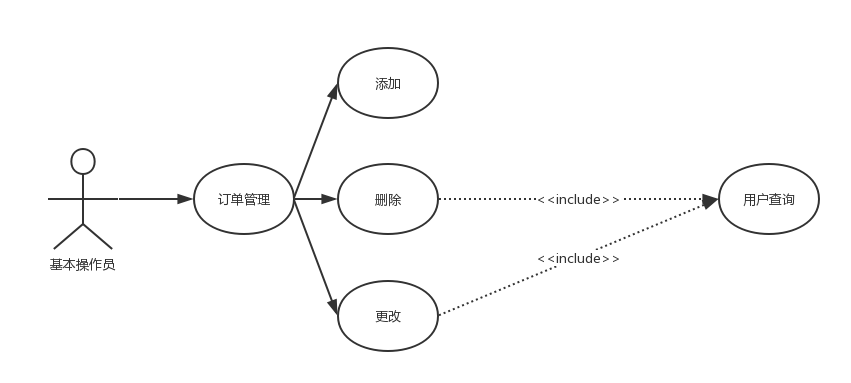 添加
基本操作员
订单管理
删除
<<include>>
用户查询
<<include>>
更改